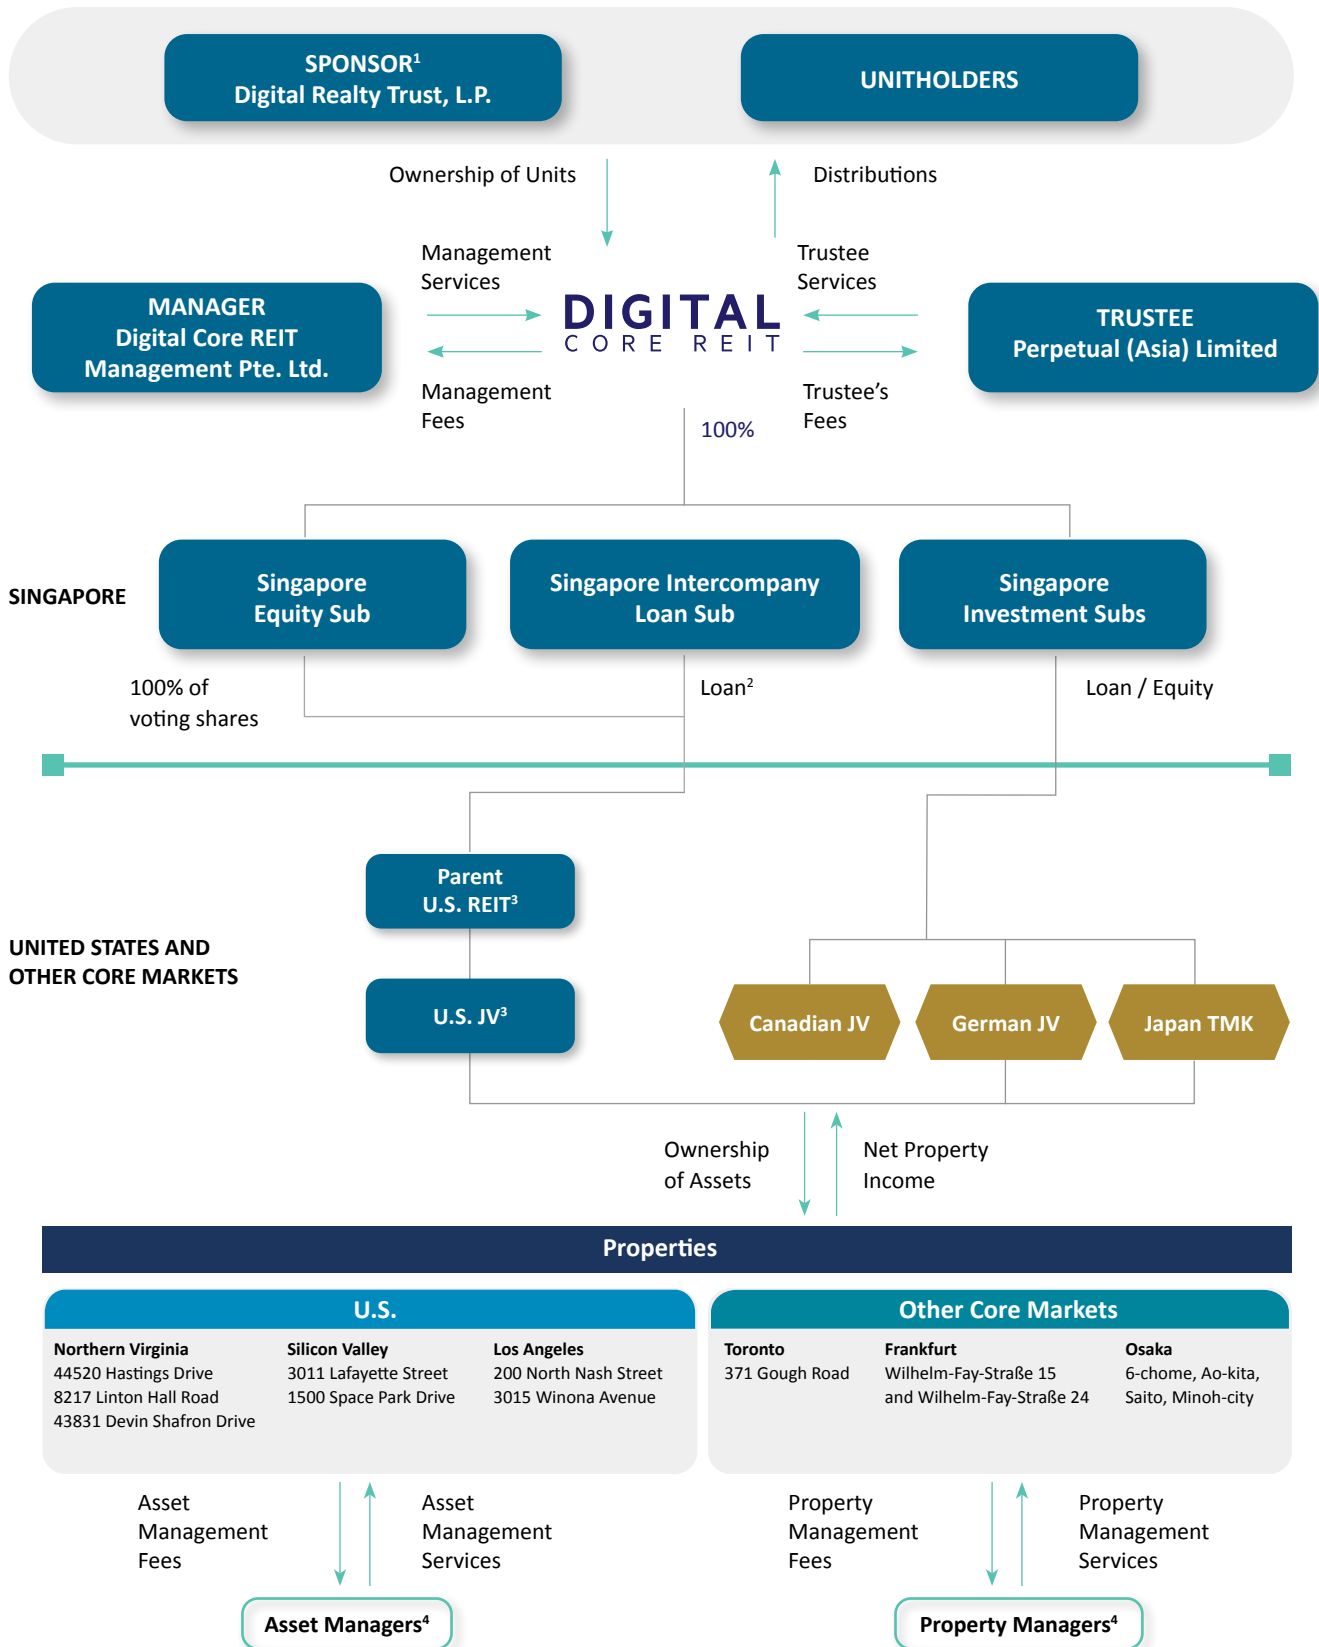 SPONSOR¹
Digital Realty Trust, L.P.
UNITHOLDERS
Ownership of Units
Distributions
Management
Services
Trustee
Services
MANAGER
Digital Core REIT
Management Pte. Ltd.
DIGITAL
CORE REIT
TRUSTEE
Perpetual (Asia) Limited
Management
Fees
Trustee's
Fees
100%
SINGAPORE
Singapore
Equity Sub
Singapore Intercompany
Loan Sub
Singapore
Investment Subs
100% of
voting shares
Loan²
Loan / Equity
Parent
U.S. REIT³
UNITED STATES AND
OTHER CORE MARKETS
U.S. JV³
Canadian JV
German JV
Japan TMK
Ownership
of Assets
Net Property
Income
Properties
U.S.
Northern Virginia
44520 Hastings Drive
8217 Linton Hall Road
43831 Devin Shafron Drive
Silicon Valley
3011 Lafayette Street
1500 Space Park Drive
Los Angeles
200 North Nash Street
3015 Winona Avenue
Other Core Markets
Toronto
371 Gough Road
Frankfurt
Wilhelm-Fay-Straße 15
and Wilhelm-Fay-Straße 24
Osaka
6-chome, Ao-kita,
Saito, Minoh-city
Asset
Management
Fees
Asset
Management
Services
Property
Management
Fees
Property
Management
Services
Asset Managers⁴
Property Managers⁴